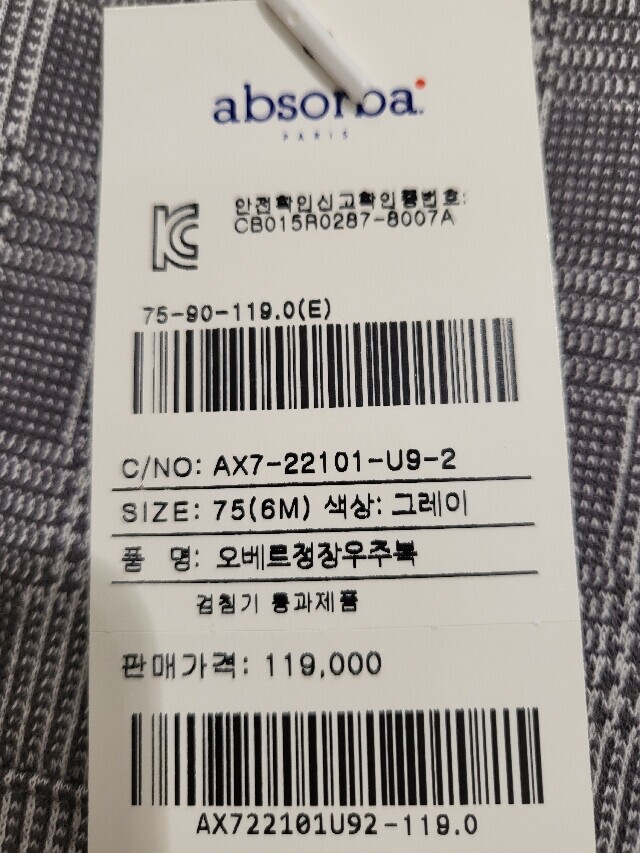 absorba
PARIS
안전확인신고확인증번호:
CB015R0287-8007A
75-90-119.0(E)
C/NO: AX7-22101-U9-2
SIZE: 75(6M) 색상: 그레이
품 명: 오베르정장우주복
검침기 통과제품
판매가격: 119,000
AX722101U92-119.0